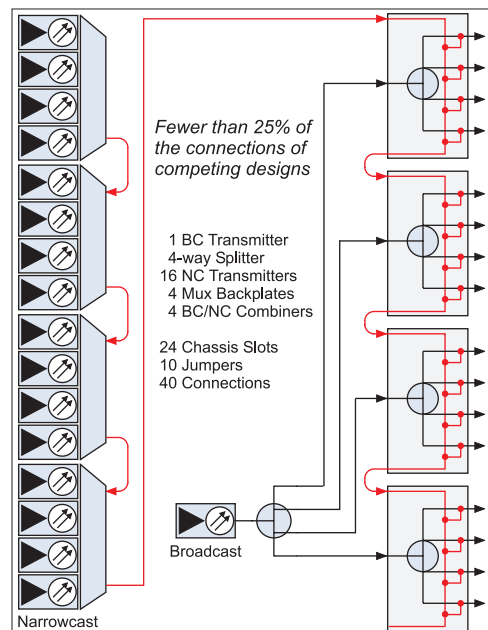 Fewer than 25% of
the connections of
competing designs
1 BC Transmitter
4-way Splitter
16 NC Transmitters
4 Mux Backplates
4 BC/NC Combiners
24 Chassis Slots
10 Jumpers
40 Connections
Broadcast
Narrowcast